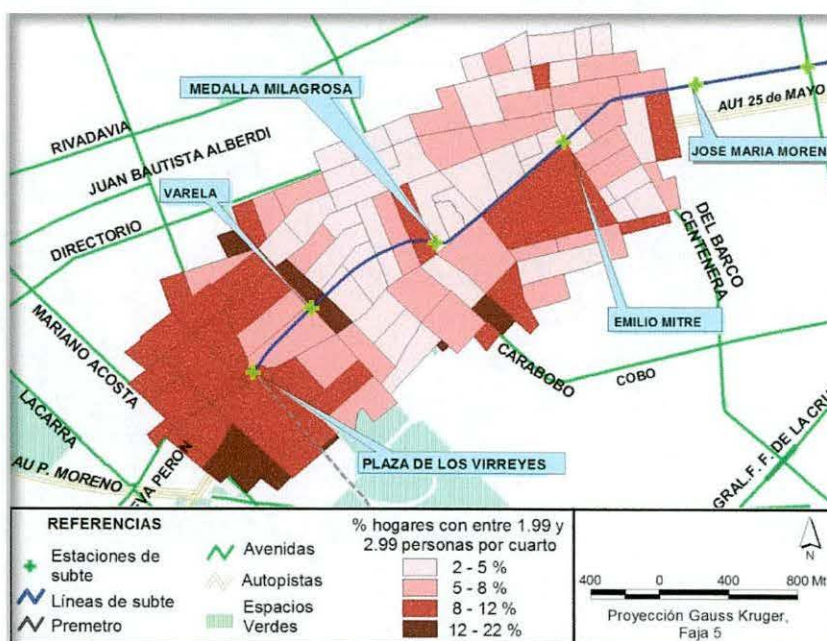 MEDALLA MILAGROSA
RIVADAVIA
AU1 25 de MAYO
JUAN BAUTISTA ALBERDI
JOSE MARIA MOREN
VARELA
DIRECTORIO
DEL BARCO
CENTENERA
MARIANO ACOSTA
EMILIO MITRE
CARABOBO
COBO
LACARRA
PLAZA DE LOS VIRREYES
AU P. MORENO
EVA PERON
GRAL. F. F. DE LA CRU
REFERENCIAS
Estaciones de
subte
Líneas de subte
Premetro
Avenidas
Autopistas
Espacios
Verdes
% hogares con entre 1.99 y
2.99 personas por cuarto
2 - 5 %
5 - 8 %
8 - 12 %
12 - 22 %
N
400 0 400 800 Mt
Proyección Gauss Kruger,
Faja 5